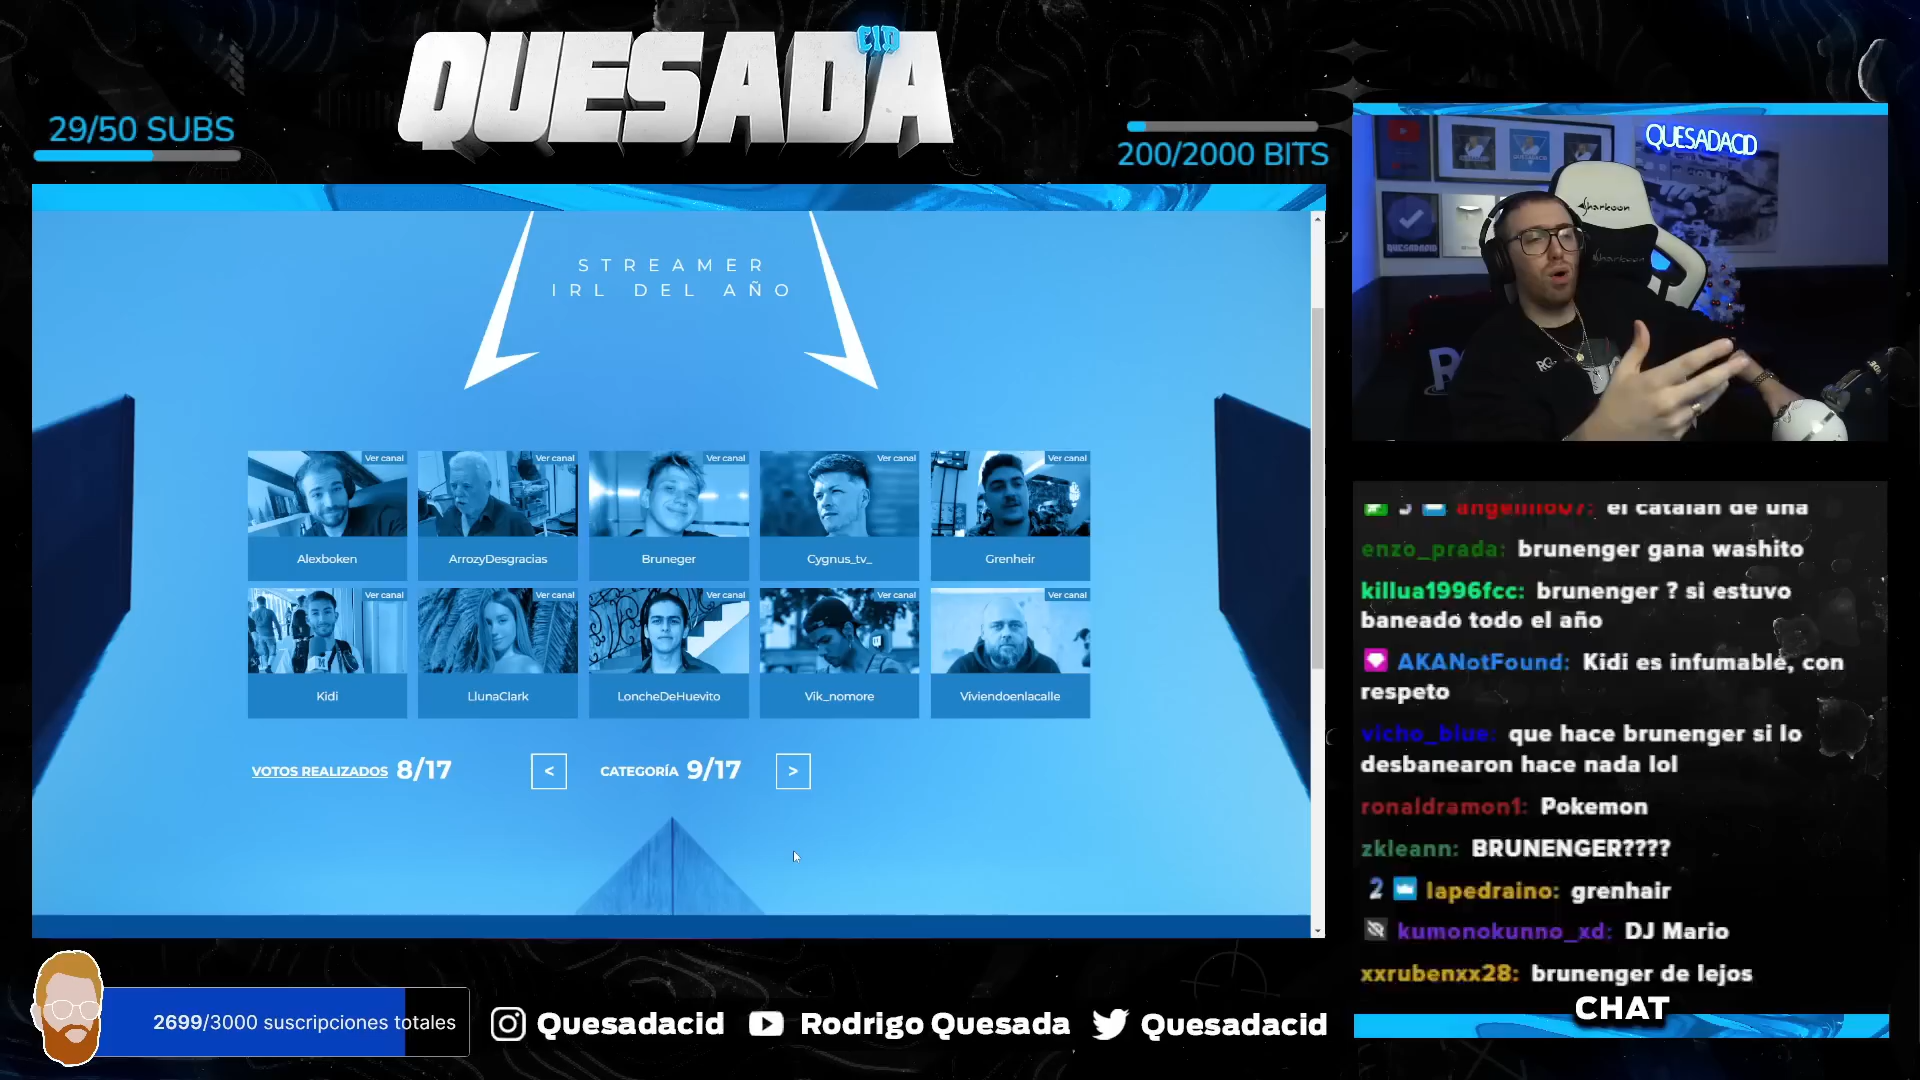 QUESADA
CID
29/50 SUBS
200/2000 BITS
STREAMER
IRL DEL AÑO
Ver canal
Ver canal
Ver canal
Ver canal
Ver canal
Alexboken
ArrozyDesgracias
Bruneger
Cygnus_tv_
Grenheir
Ver canal
Ver canal
Ver canal
Ver canal
Ver canal
Kidi
LlunaClark
LoncheDeHuevito
Vik_nomore
Viviendoenlacalle
VOTOS REALIZADOS 8/17
<
CATEGORÍA 9/17
>
2699/3000 suscripciones totales
Quesadacid
Rodrigo Quesada
Quesadacid
QUESADACID
Sharkoon
Sharkoon
QUESADACID
el catalán de una
enzo_prada: brunenger gana washito
killua1996fcc: brunenger ? si estuvo
baneado todo el año
AKANotFound: Kidi es infumable, con
respeto
vicho_blue: que hace brunenger si lo
desbanearon hace nada lol
ronaldramon1: Pokemon
zkleann: BRUNENGER????
2 lapedraino: grenhair
kumonokunno_xd: DJ Mario
xxrubenxx28: brunenger de lejos
CHAT